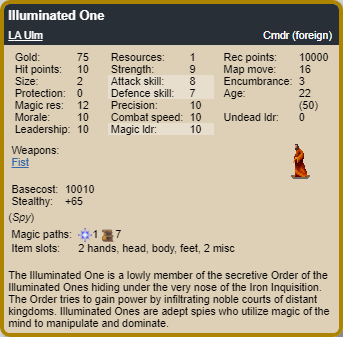 Illuminated One
LA Ulm Cmdr (foreign)
Gold: 75 Resources: 1 Rec points: 10000
Hit points: 10 Strength: 9 Map move: 16
Size: 2 Attack skill: 8 Encumbrance: 3
Protection: 0 Defence skill: 7 Age: 22
Magic res: 12 Precision: 10 (50)
Morale: 10 Combat speed: 10 Undead ldr: 0
Leadership: 10 Magic ldr: 10
Weapons:
Fist
Basecost: 10010
Stealthy: +65
(Spy)
Magic paths: 1 7
Item slots: 2 hands, head, body, feet, 2 misc
The Illuminated One is a lowly member of the secretive Order of the
Illuminated Ones hiding under the very nose of the Iron Inquisition.
The Order tries to gain power by infiltrating noble courts of distant
kingdoms. Illuminated Ones are adept spies who utilize magic of the
mind to manipulate and dominate.